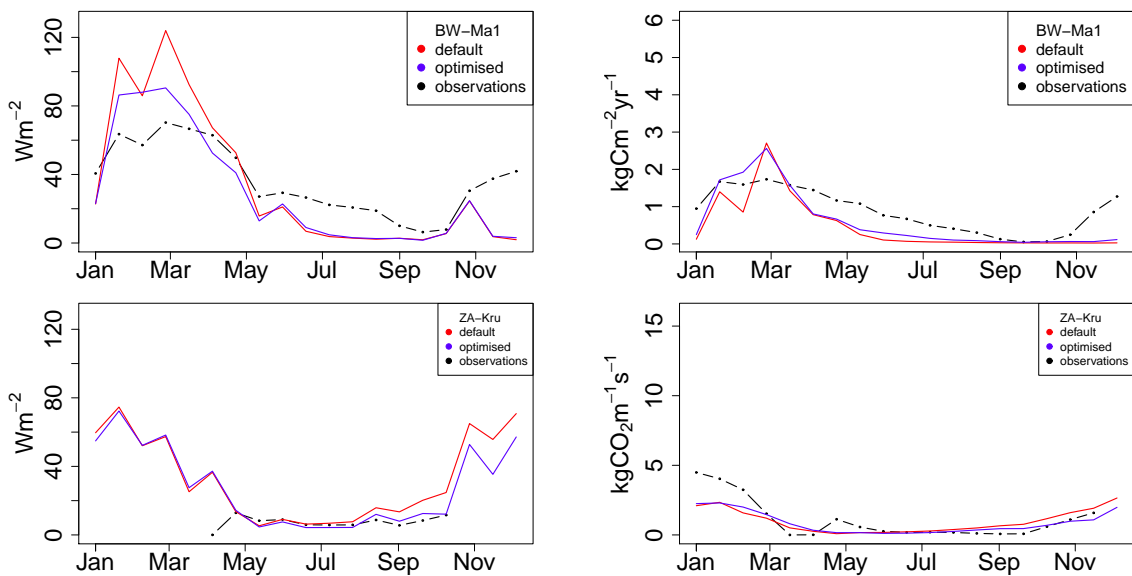 BW−Ma1
default
optimised
observations
Wm⁻²
0 40 80 120
Jan Mar May Jul Sep Nov
BW−Ma1
default
optimised
observations
kgCm⁻²yr⁻¹
0 1 2 3 4 5 6
Jan Mar May Jul Sep Nov
ZA−Kru
default
optimised
observations
Wm⁻²
0 40 80 120
Jan Mar May Jul Sep Nov
ZA−Kru
default
optimised
observations
kgCO₂m⁻¹s⁻¹
0 5 10 15
Jan Mar May Jul Sep Nov